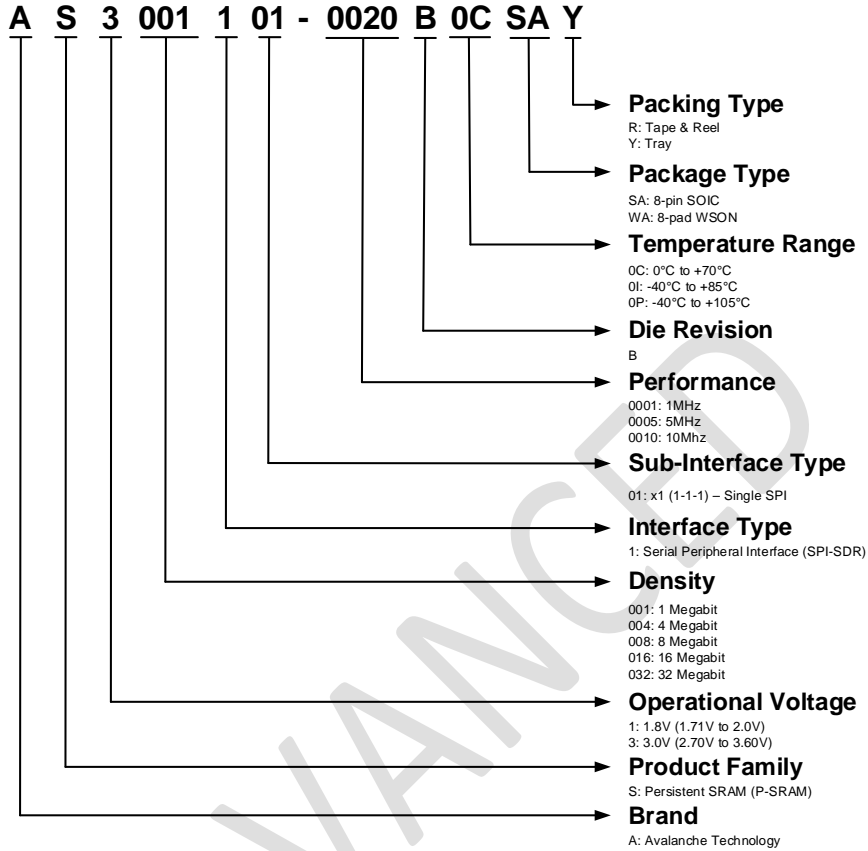 A S 3 001 1 01 - 0020 B 0C SA Y
Packing Type
R: Tape & Reel
Y: Tray
Package Type
SA: 8-pin SOIC
WA: 8-pad WSON
Temperature Range
0C: 0°C to +70°C
0I: -40°C to +85°C
0P: -40°C to +105°C
Die Revision
B
Performance
0001: 1MHz
0005: 5MHz
0010: 10Mhz
Sub-Interface Type
01: x1 (1-1-1) – Single SPI
Interface Type
1: Serial Peripheral Interface (SPI-SDR)
Density
001: 1 Megabit
004: 4 Megabit
008: 8 Megabit
016: 16 Megabit
032: 32 Megabit
Operational Voltage
1: 1.8V (1.71V to 2.0V)
3: 3.0V (2.70V to 3.60V)
Product Family
S: Persistent SRAM (P-SRAM)
Brand
A: Avalanche Technology
VANCED